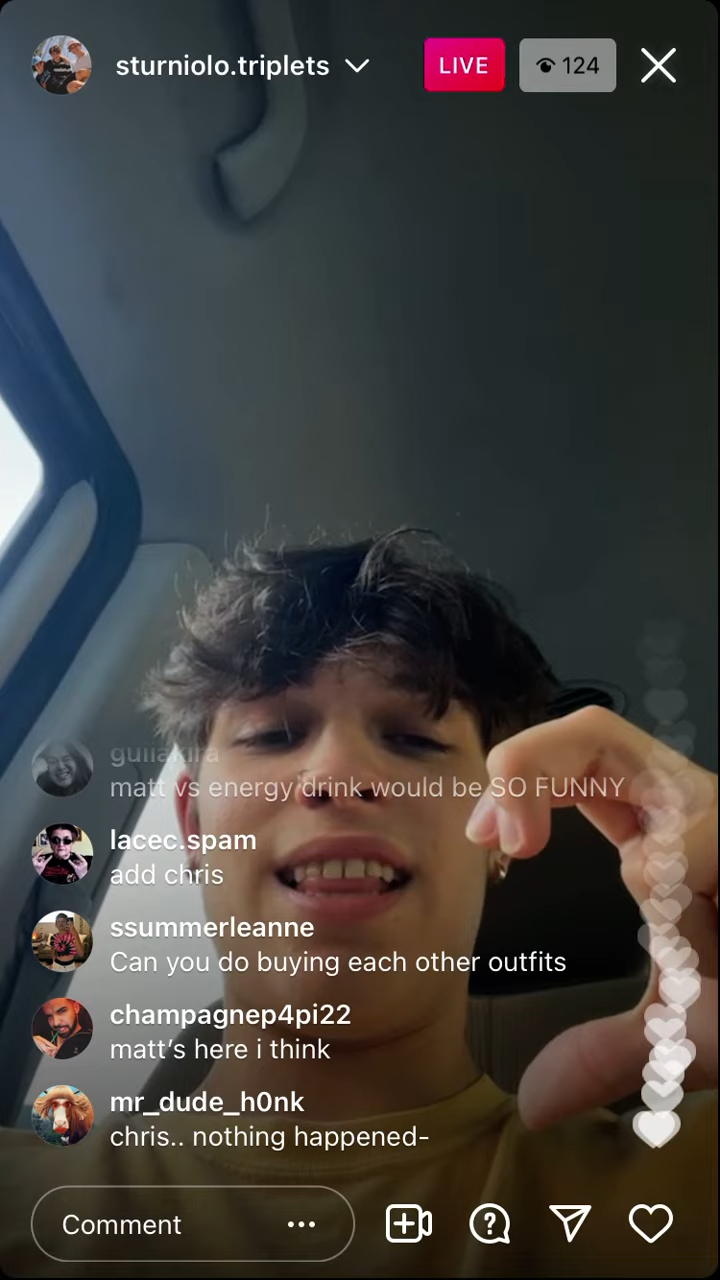 sturniolo.triplets
LIVE
124
guiliakira
matt vs energy drink would be SO FUNNY
lacec.spam
add chris
ssummerleanne
Can you do buying each other outfits
champagnep4pi22
matt's here i think
mr_dude_h0nk
chris.. nothing happened-
Comment